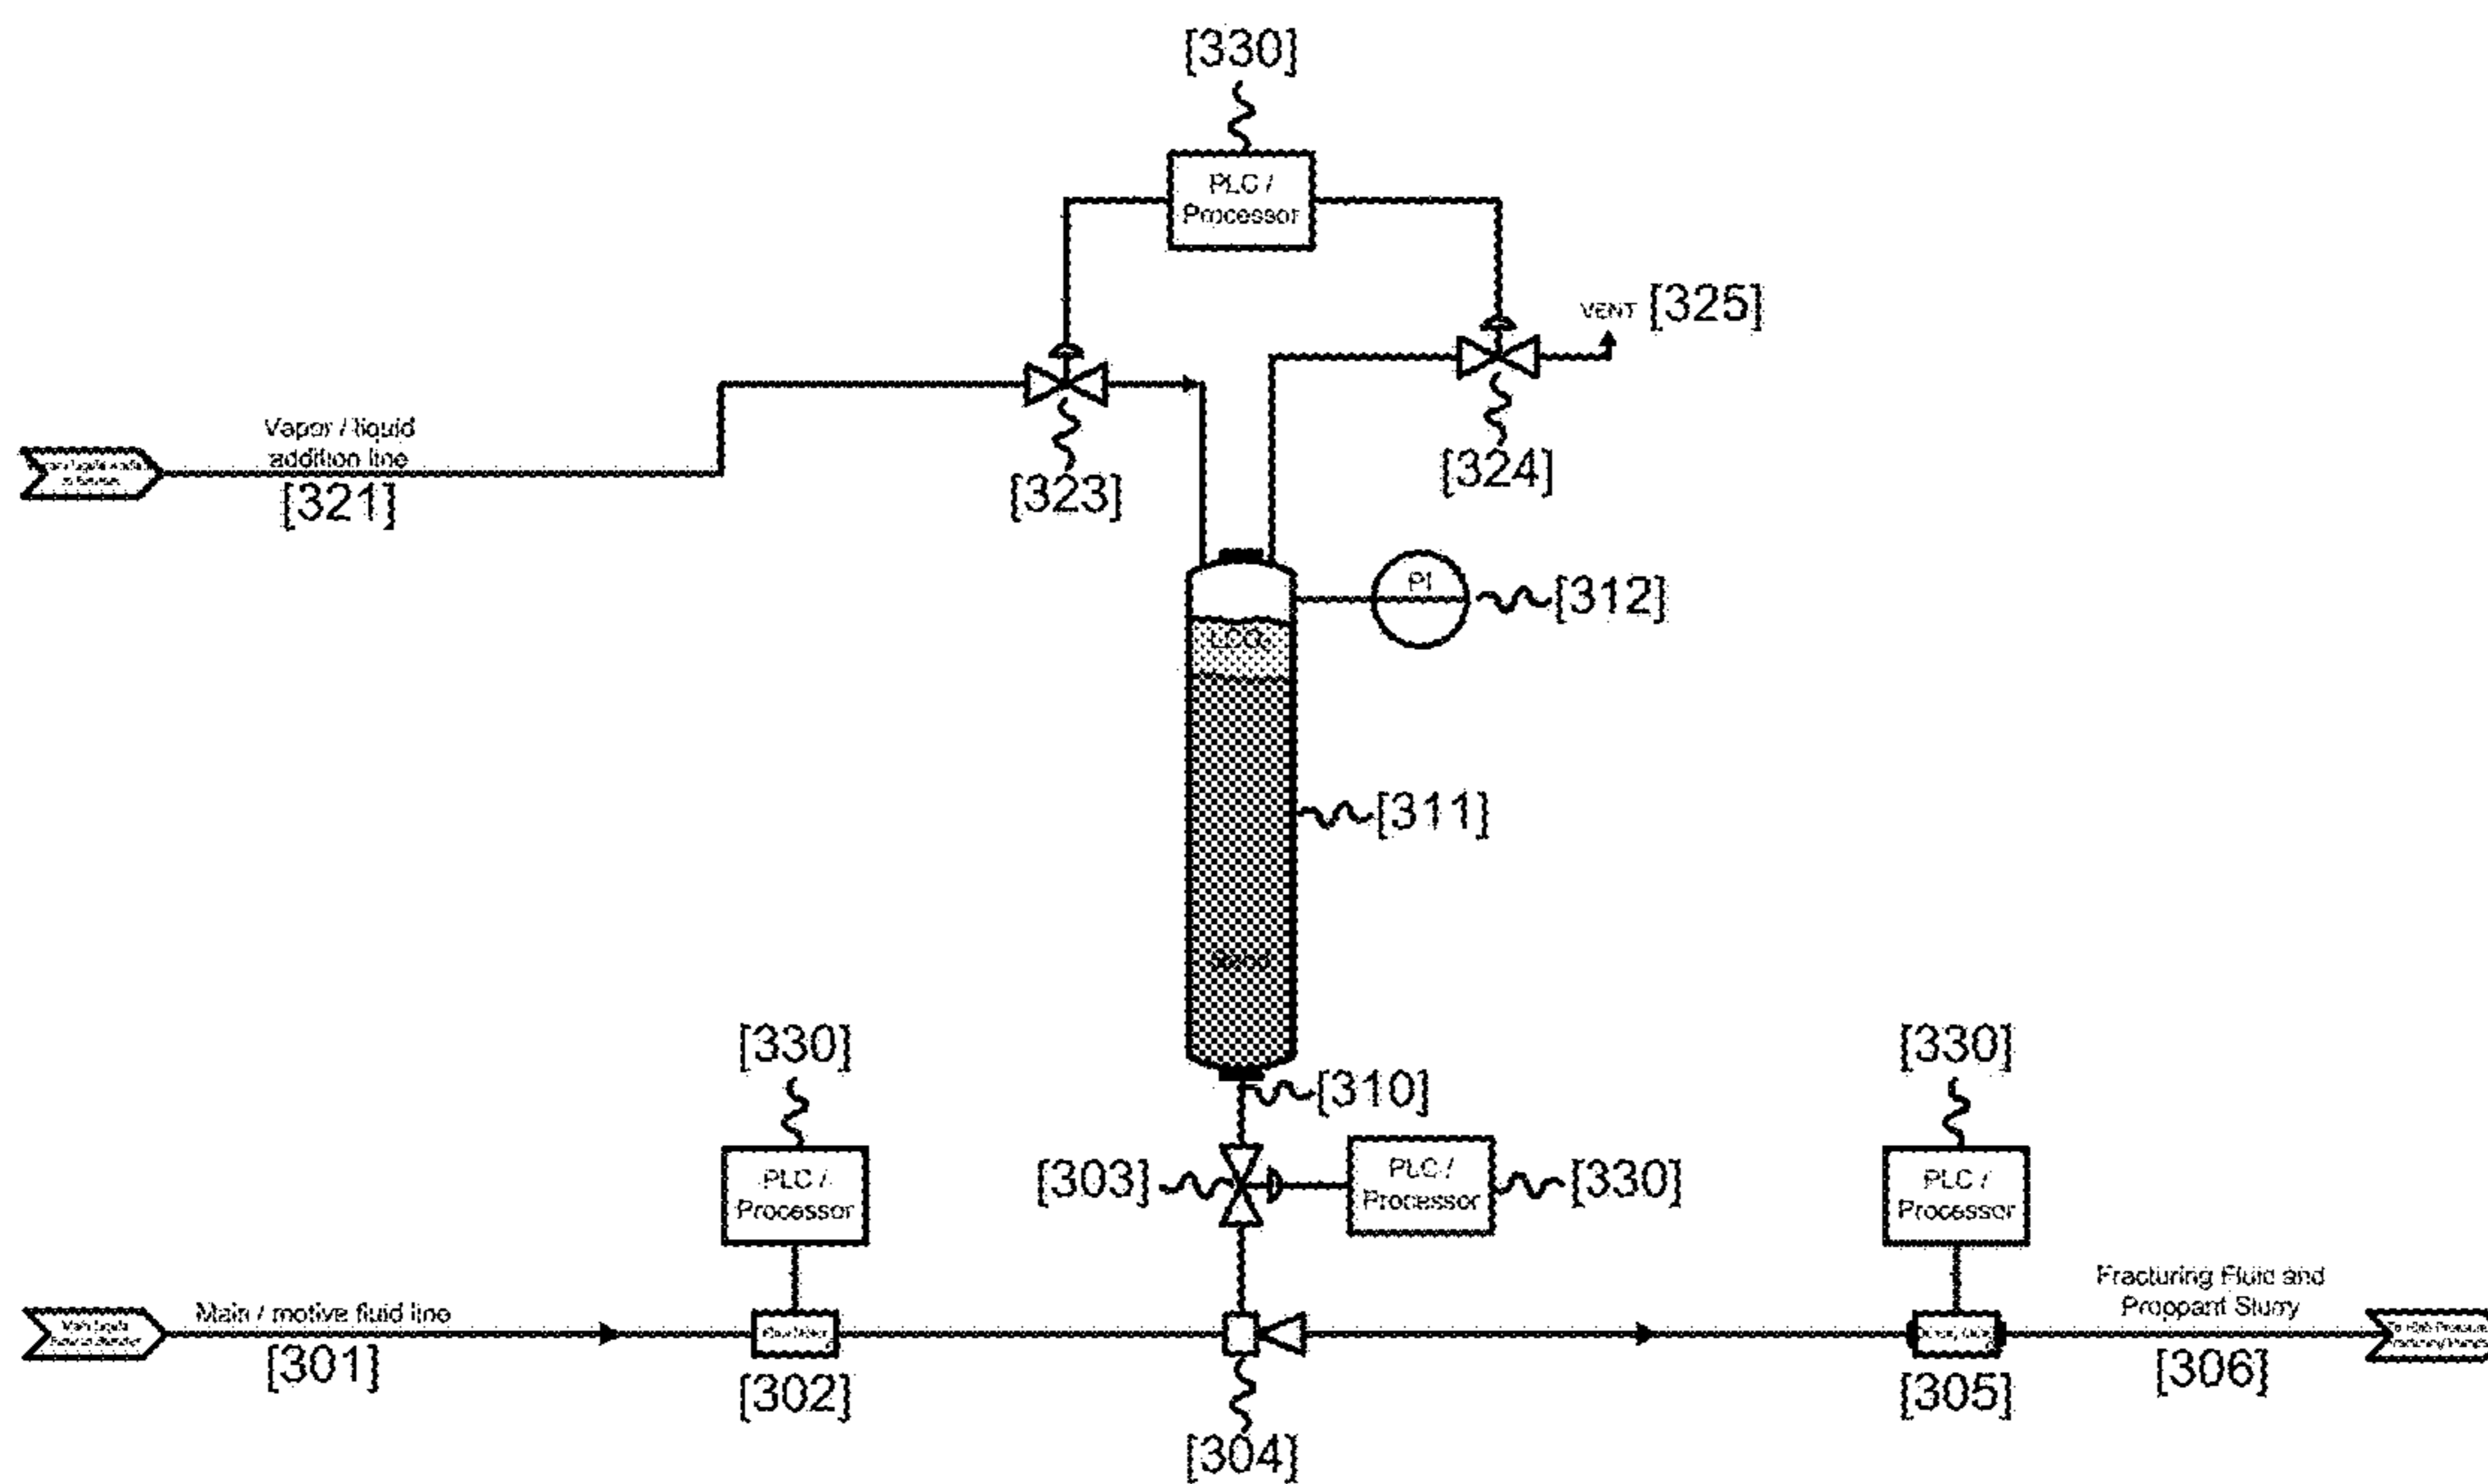 [330]
PLC /
Processor
VENT [325]
Vapor / liquid
addition line
[321]
[323]
[324]
PI
[312]
LCO₂
[311]
[310]
[330]
PLC /
Processor
[303]
PLC /
Processor
[330]
[330]
PLC /
Processor
Main / motive fluid line
[301]
[302]
[304]
[305]
Fracturing Fluid and
Proppant Slurry
[306]